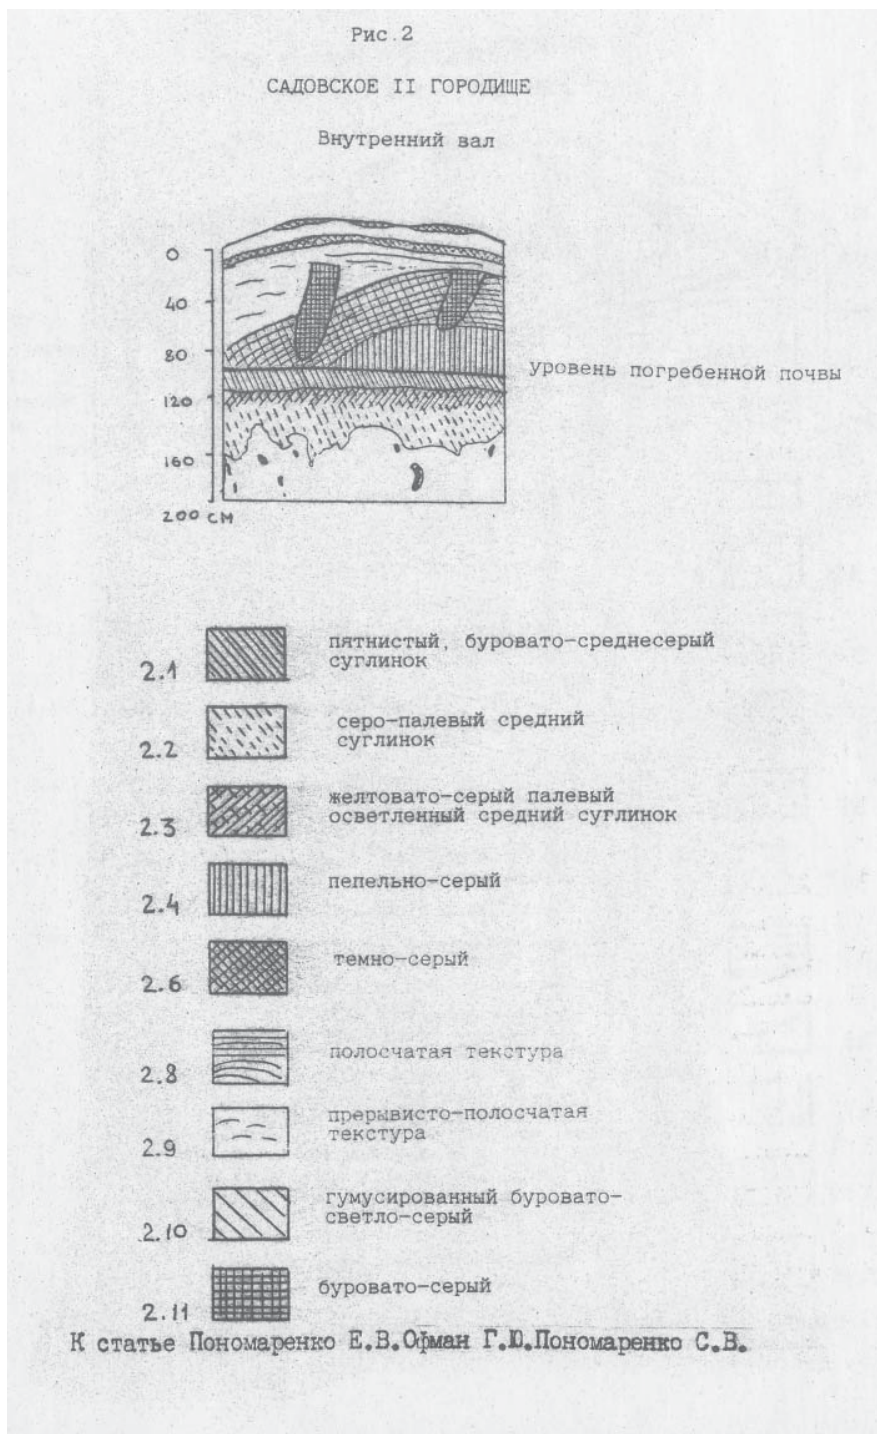 Рис.2
САДОВСКОЕ II ГОРОДИЩЕ
Внутренний вал
0
40
80
уровень погребенной почвы
120
160
200 см
2.1 пятнистый, буровато-среднесерый
суглинок
2.2 серо-палевый средний
суглинок
2.3 желтовато-серый палевый
осветленный средний суглинок
2.4 пепельно-серый
2.6 темно-серый
2.8 полосчатая текстура
2.9 прерывисто-полосчатая
текстура
2.10 гумусированный буровато-
светло-серый
2.11 буровато-серый
К статье Пономаренко Е.В.Офман Г.Ю.Пономаренко С.В.